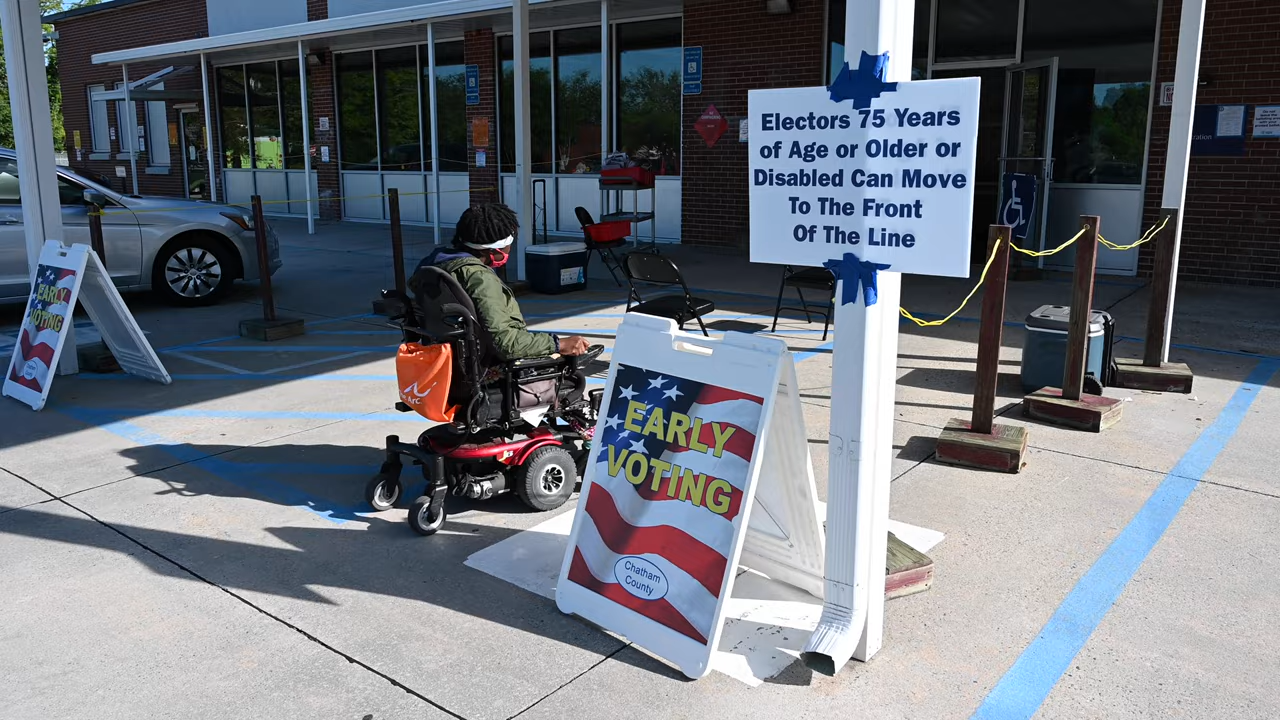 Electors 75 Years
of Age or Older or
Disabled Can Move
To The Front
Of The Line
EARLY
VOTING
EARLY
VOTING
Chatham
County
Arc